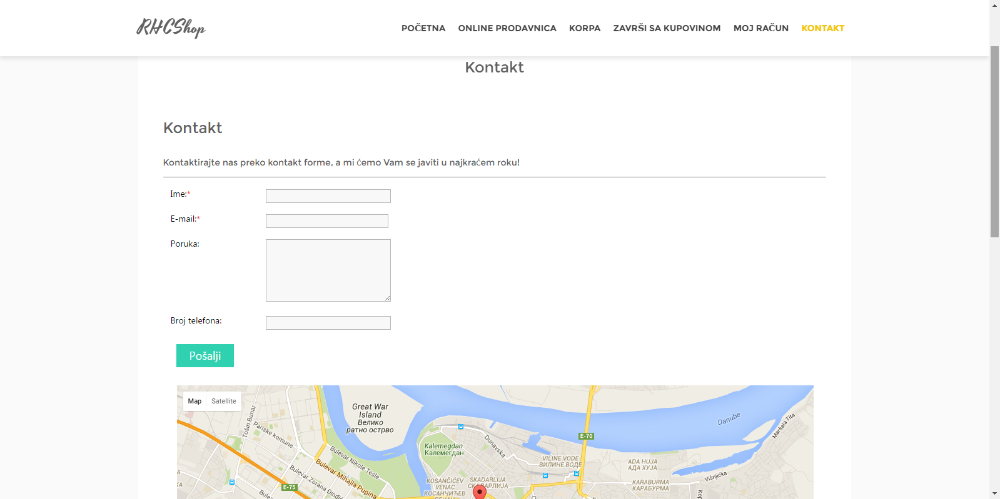 RHCShop
POČETNA ONLINE PRODAVNICA KORPA ZAVRŠI SA KUPOVINOM MOJ RAČUN KONTAKT
Kontakt
Kontakt
Kontaktirajte nas preko kontakt forme, a mi ćemo Vam se javiti u najkraćem roku!
Ime:*
E-mail:*
Poruka:
Broj telefona:
Pošalji
Map Satellite
Great War
Island
Велико
ратно острво
Danube
Tošin Bunar
Pariske komune
Maršala Tita
E-70
Kalemegdan
Калемегдан
Dunavska
Bulevar Nikole Tesle
VILINE VODE
ВИЛИНЕ ВОДЕ
ADA HUJA
АДА ХУЈА
Bulevar Mihajla Pupina
Bulevar Zorana Đinđić
Višnjička
KOSANČIĆEV
VENAC
КОСАНЧИЋЕВ
SKADARLIJA
KARABURMA
КАРАБУРМА
E-75